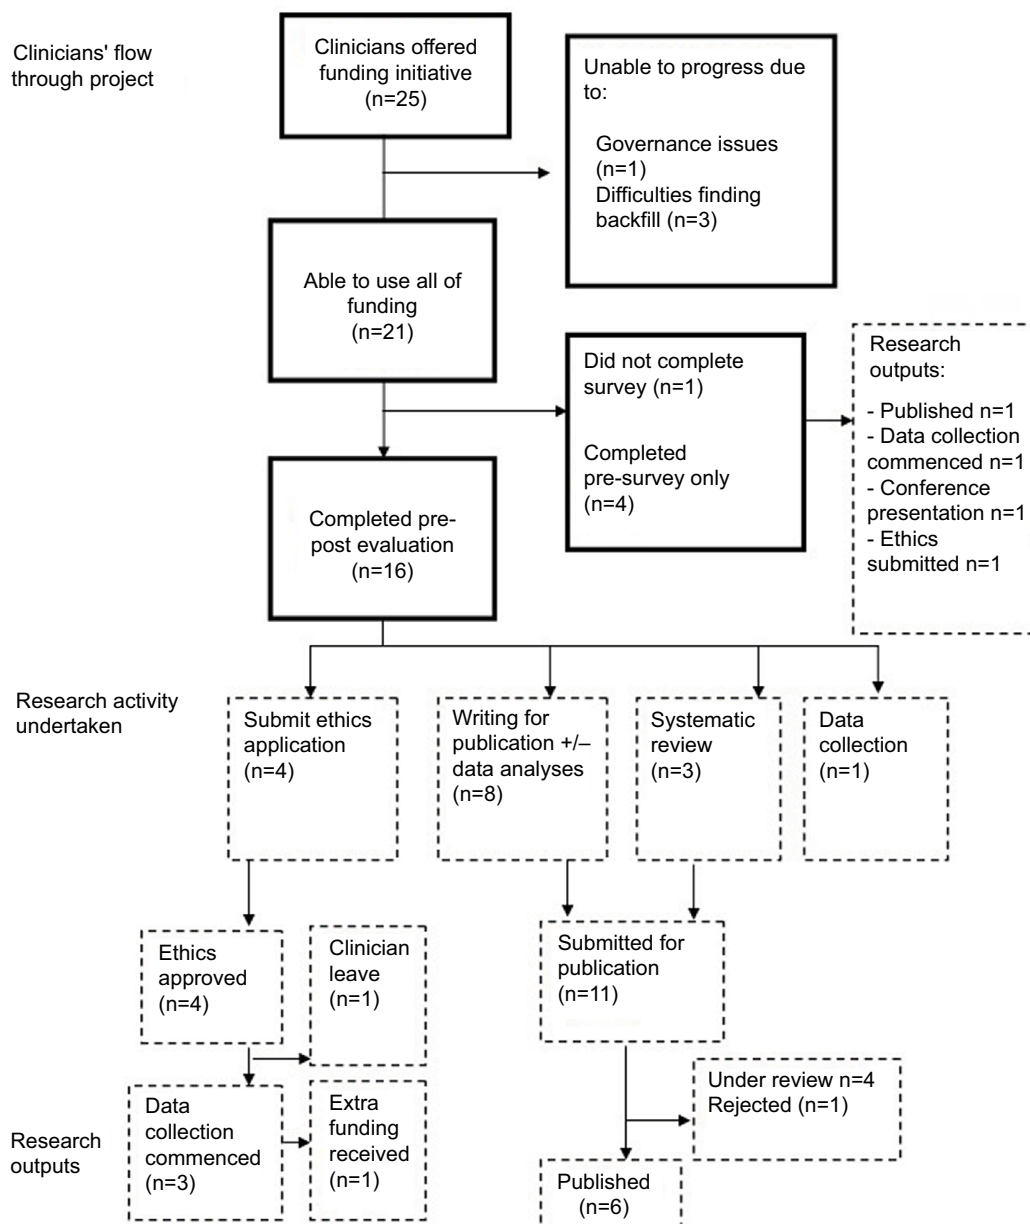 Clinicians' flow
through project
Clinicians offered
funding initiative
(n=25)
Unable to progress due
to:
Governance issues
(n=1)
Difficulties finding
backfill (n=3)
Able to use all of
funding
(n=21)
Did not complete
survey (n=1)
Completed
pre-survey only
(n=4)
Research
outputs:
- Published n=1
- Data collection
commenced n=1
- Conference
presentation n=1
- Ethics
submitted n=1
Completed pre-
post evaluation
(n=16)
Research activity
undertaken
Submit ethics
application
(n=4)
Writing for
publication +/–
data analyses
(n=8)
Systematic
review
(n=3)
Data
collection
(n=1)
Ethics
approved
(n=4)
Clinician
leave
(n=1)
Submitted for
publication
(n=11)
Research
outputs
Data
collection
commenced
(n=3)
Extra
funding
received
(n=1)
Under review n=4
Rejected (n=1)
Published
(n=6)